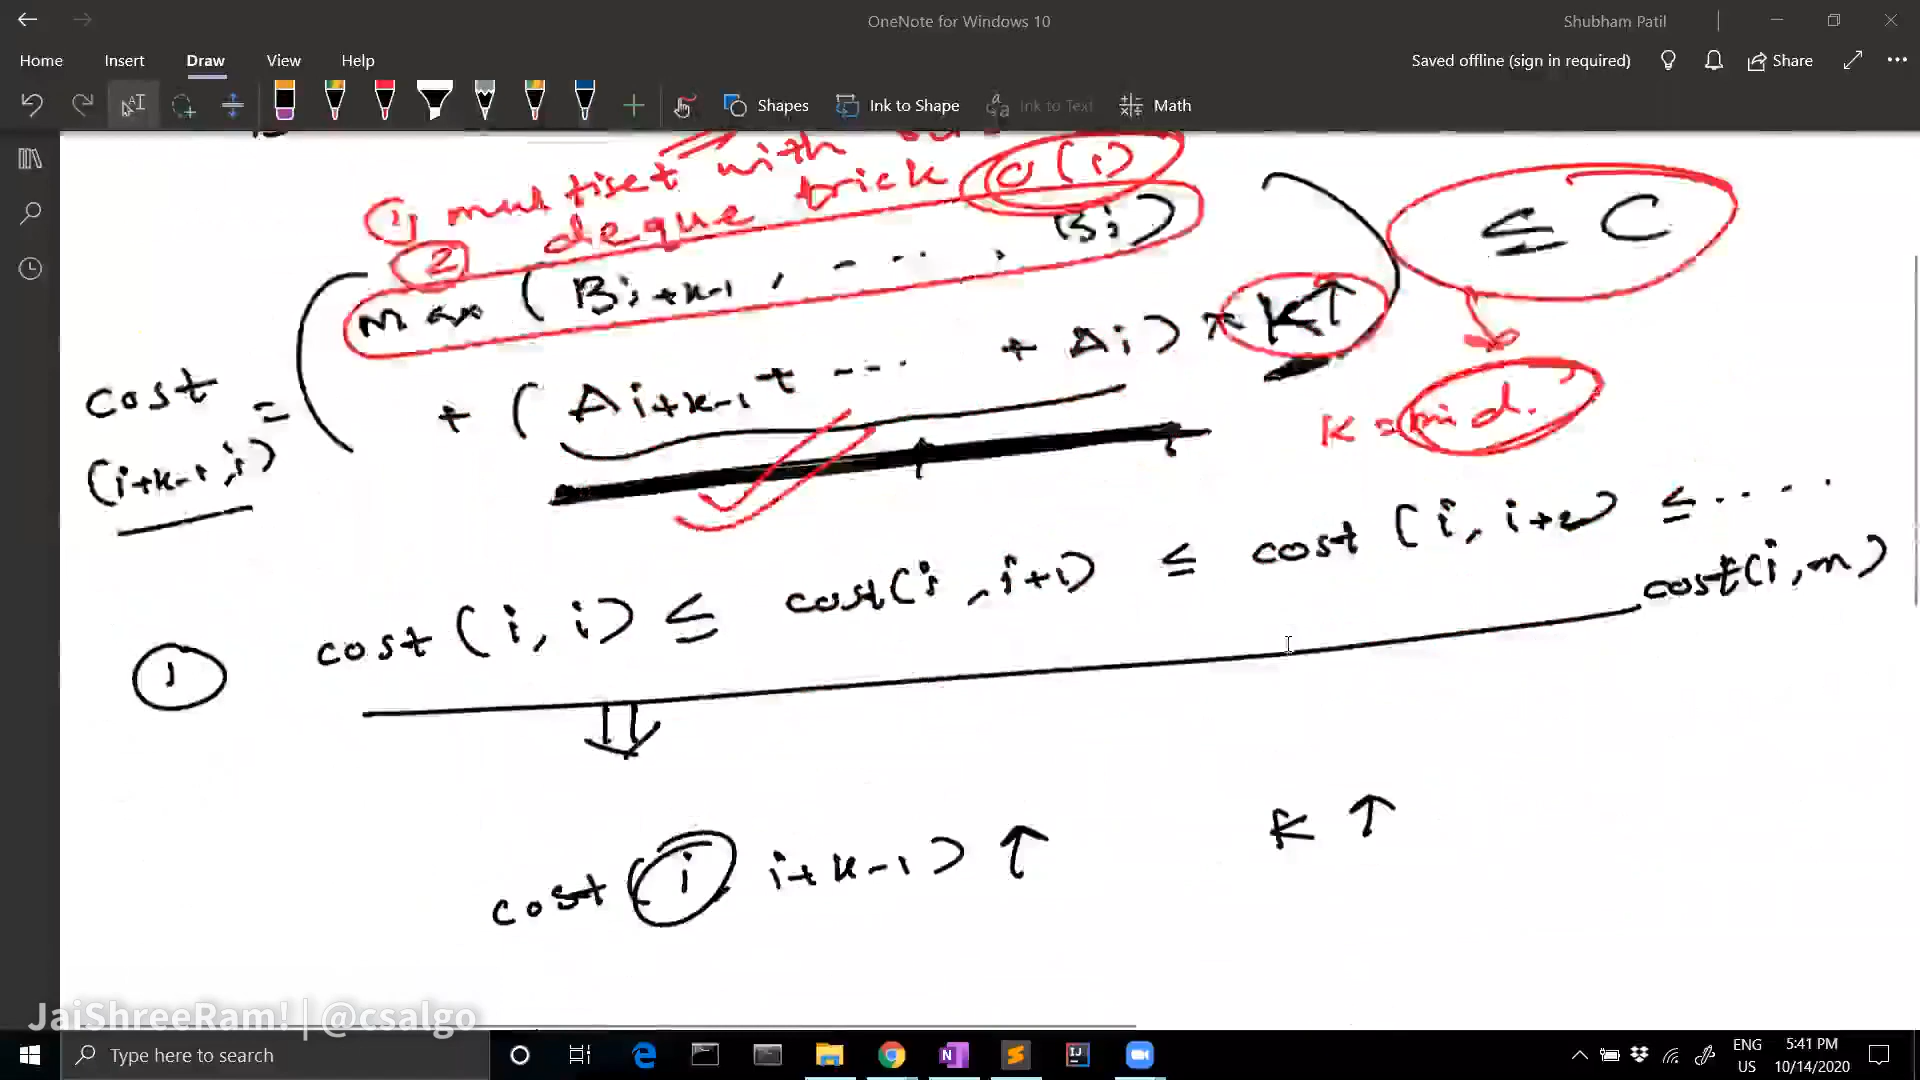 OneNote for Windows 10
Shubham Patil
Home Insert Draw View Help
Saved offline (sign in required) Share
Shapes Ink to Shape Ink to Text Math
① multiset with
② deque trick O(1)
max ( Bi+k-1 , - ... . Bi )
≤ C
cost (i+k-1, i) =
+ ( Ai+k-1 + - ... + Ai ) * K ↑
K = mid.
① cost (i, i) ≤ cost(i, i+1) ≤ cost (i, i+2) ≤ ....
cost(i, n)
⇓
cost (i i+k-1) ↑ K ↑
JaiShreeRam! | @csalgo
Type here to search
ENG
US
5:41 PM
10/14/2020